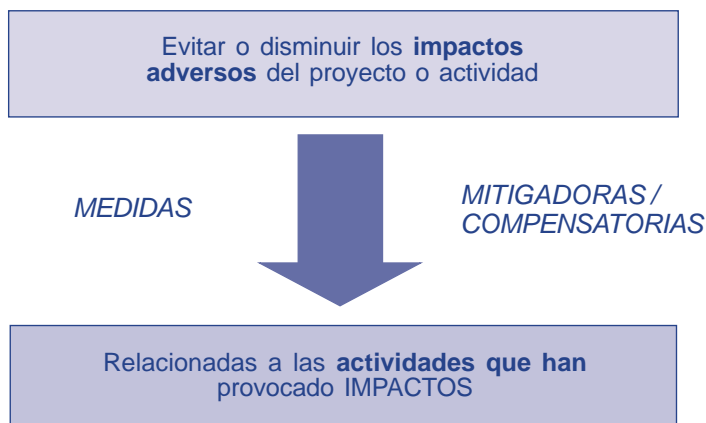 Evitar o disminuir los impactos
adversos del proyecto o actividad
MEDIDAS
MITIGADORAS /
COMPENSATORIAS
Relacionadas a las actividades que han
provocado IMPACTOS